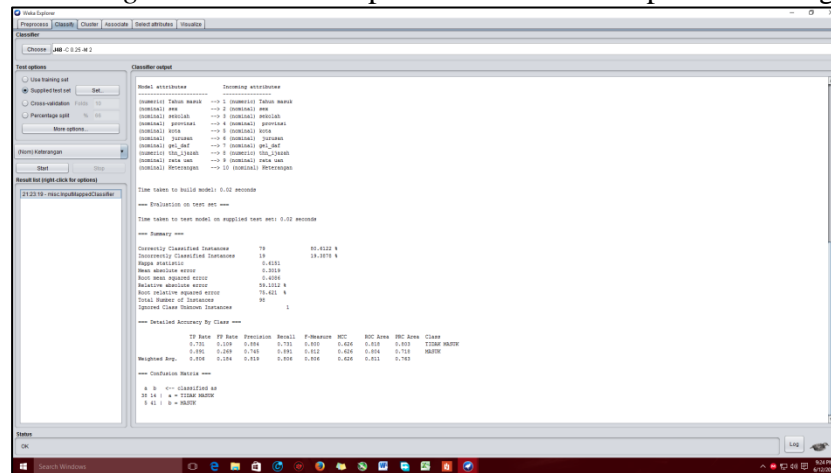 Weka Explorer
Preprocess Classify Cluster Associate Select attributes Visualize
Classifier
Choose J48 -C 0.25 -M 2
Test options
Use training set
Supplied test set Set...
Cross-validation Folds 10
Percentage split % 66
More options...
(Nom) Keterangan
Start Stop
Result list (right-click for options)
21:23:19 - misc.InputMappedClassifier
Classifier output
Model attributes Incoming attributes
(numeric) Tahun masuk --> 1 (numeric) Tahun masuk
(nominal) sex --> 2 (nominal) sex
(nominal) sekolah --> 3 (nominal) sekolah
(nominal) provinsi --> 4 (nominal) provinsi
(nominal) kota --> 5 (nominal) kota
(nominal) jurusan --> 6 (nominal) jurusan
(nominal) gel_daf --> 7 (nominal) gel_daf
(numeric) thn_ijazah --> 8 (numeric) thn_ijazah
(nominal) rata uan --> 9 (nominal) rata uan
(nominal) Keterangan --> 10 (nominal) Keterangan
Time taken to build model: 0.02 seconds
=== Evaluation on test set ===
Time taken to test model on supplied test set: 0.02 seconds
=== Summary ===
Correctly Classified Instances 79 80.6122 %
Incorrectly Classified Instances 19 19.3878 %
Kappa statistic 0.6151
Mean absolute error 0.3019
Root mean squared error 0.4086
Relative absolute error 59.1012 %
Root relative squared error 75.621 %
Total Number of Instances 98
Ignored Class Unknown Instances 1
=== Detailed Accuracy By Class ===
TP Rate FP Rate Precision Recall F-Measure MCC ROC Area PRC Area Class
0.731 0.109 0.884 0.731 0.800 0.626 0.818 0.803 TIDAK MASUK
0.891 0.269 0.745 0.891 0.812 0.626 0.804 0.718 MASUK
Weighted Avg. 0.806 0.184 0.819 0.806 0.806 0.626 0.811 0.763
=== Confusion Matrix ===
a b <-- classified as
38 14 | a = TIDAK MASUK
5 41 | b = MASUK
Status
OK
Log
Search Windows
9:24 PM